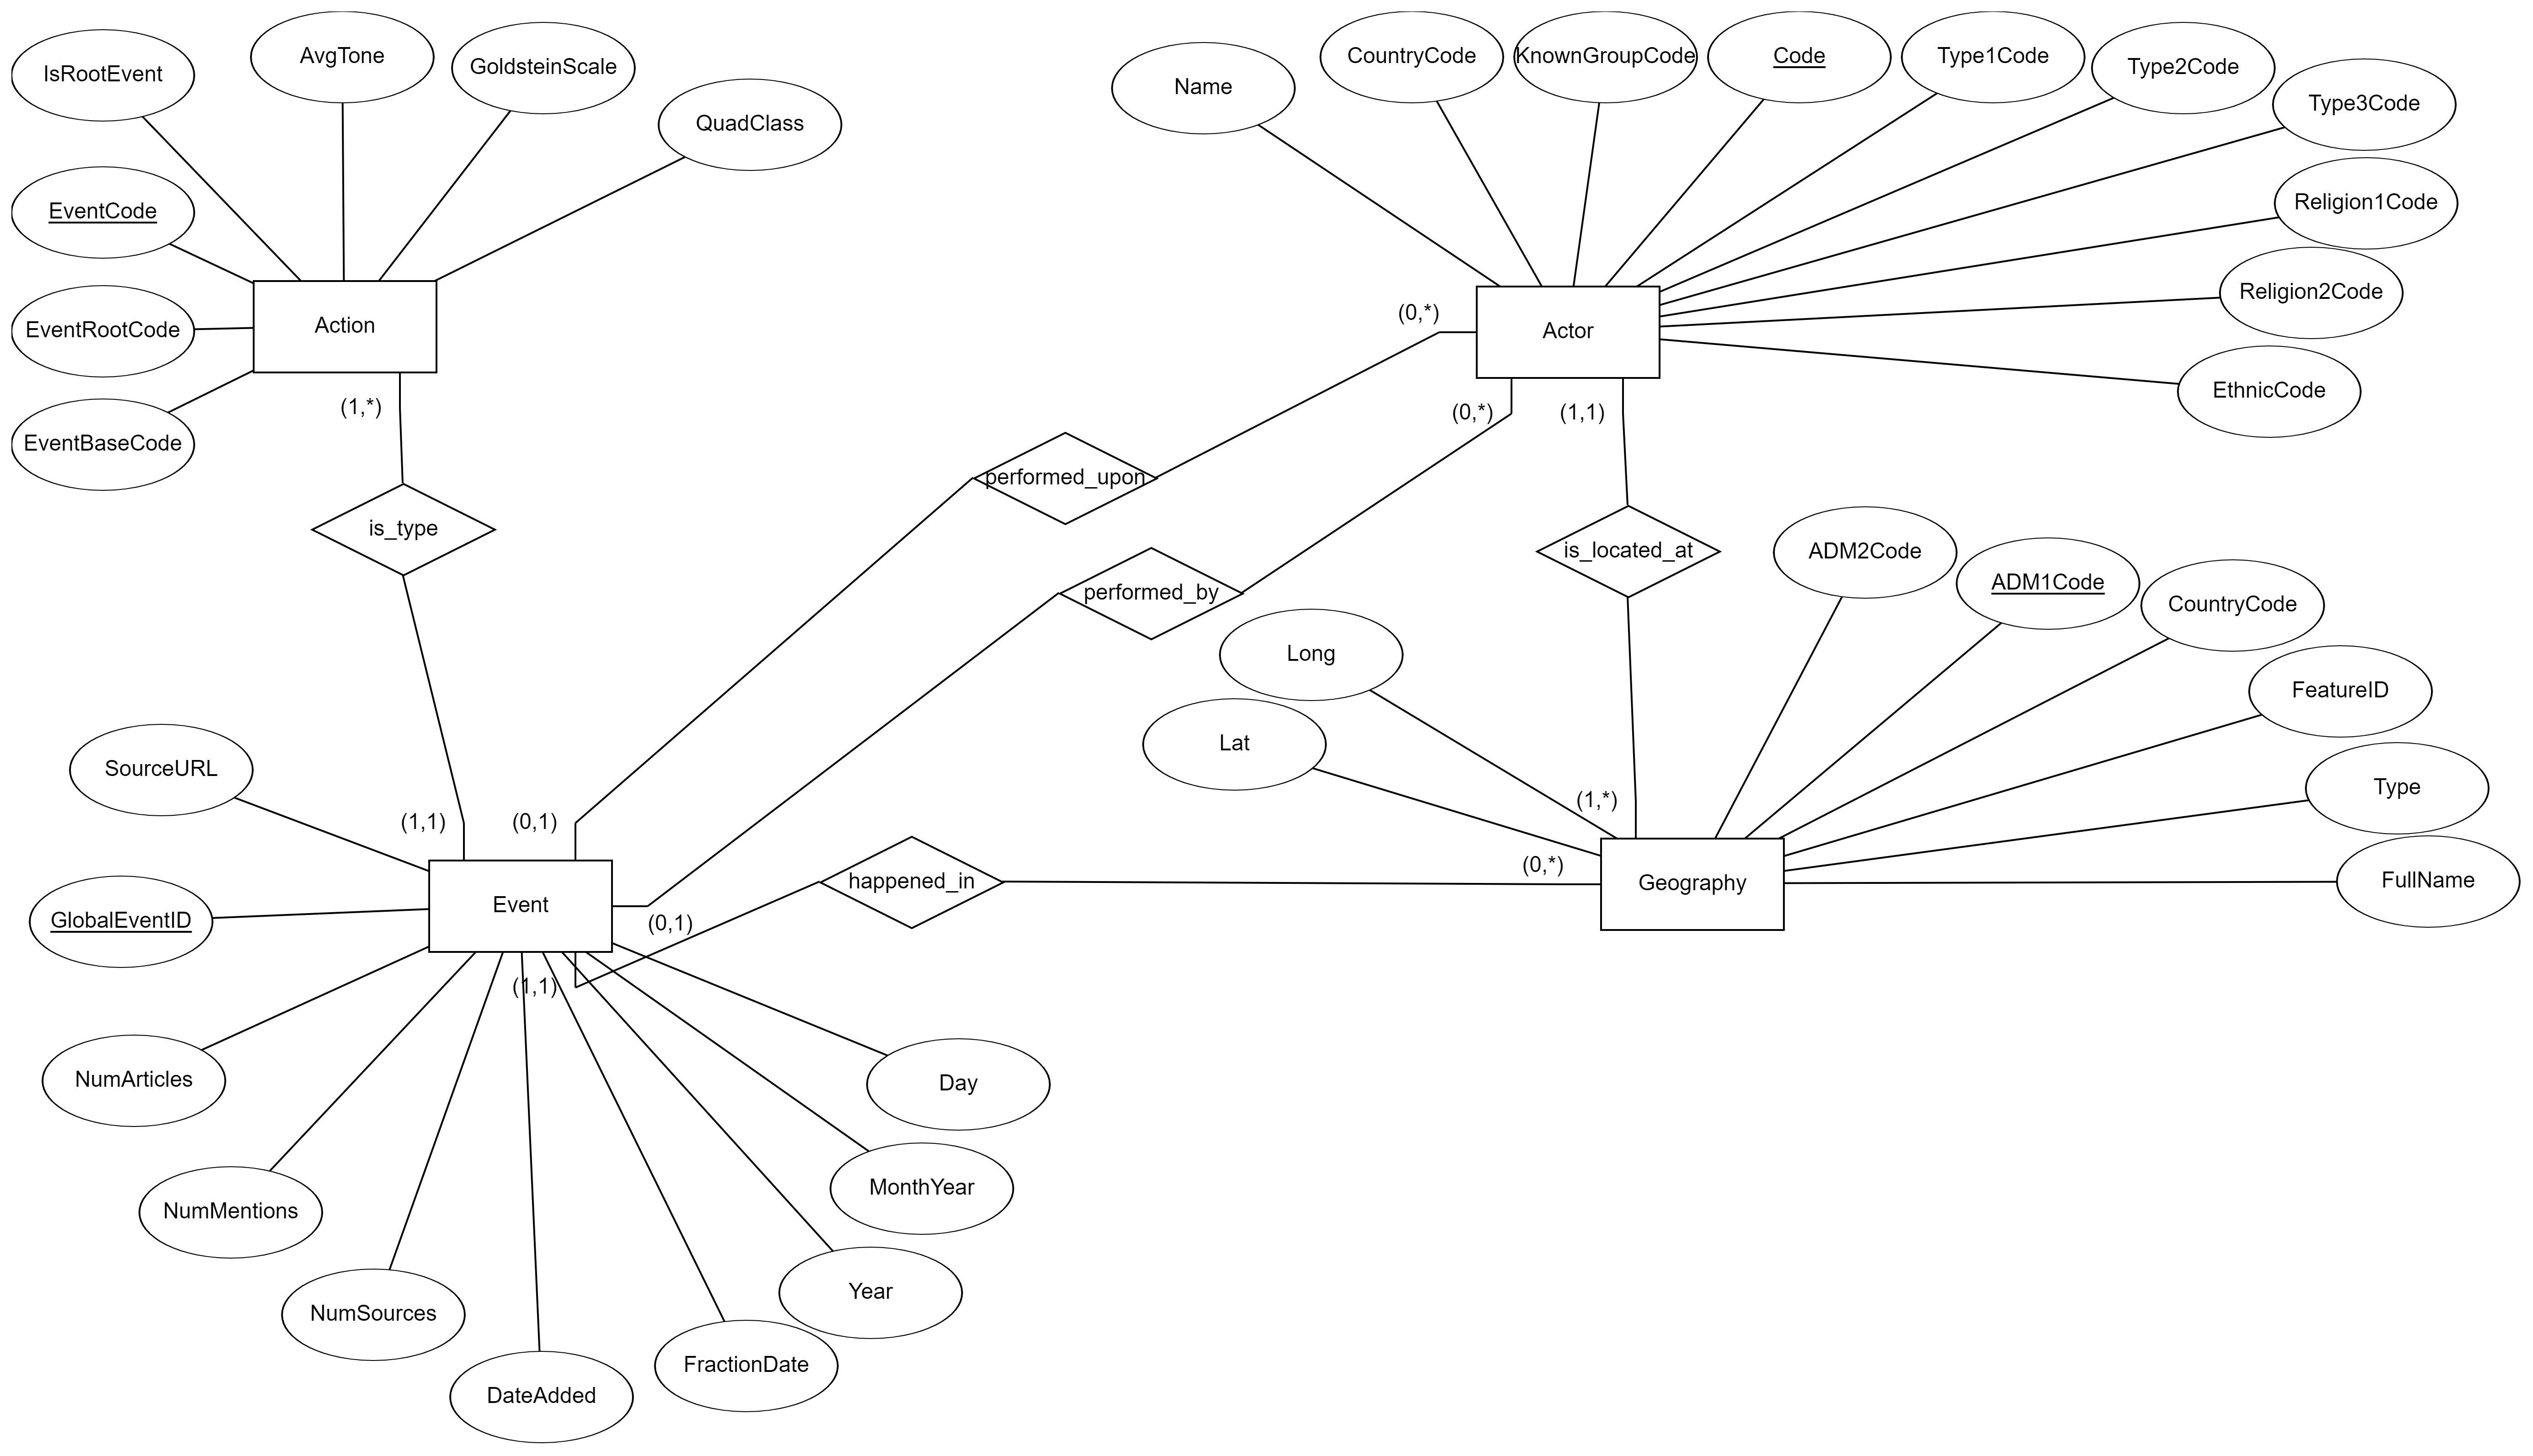 IsRootEvent
AvgTone
GoldsteinScale
QuadClass
EventCode
EventRootCode
EventBaseCode
Action
(1,*)
is_type
Name
CountryCode
KnownGroupCode
Code
Type1Code
Type2Code
Type3Code
Religion1Code
Religion2Code
EthnicCode
Actor
(0,*)
(0,*)
(1,1)
performed_upon
performed_by
is_located_at
ADM2Code
ADM1Code
CountryCode
FeatureID
Type
FullName
Long
Lat
(1,*)
(0,*)
Geography
happened_in
SourceURL
GlobalEventID
(1,1)
(0,1)
Event
(0,1)
(1,1)
NumArticles
NumMentions
NumSources
DateAdded
FractionDate
Year
MonthYear
Day